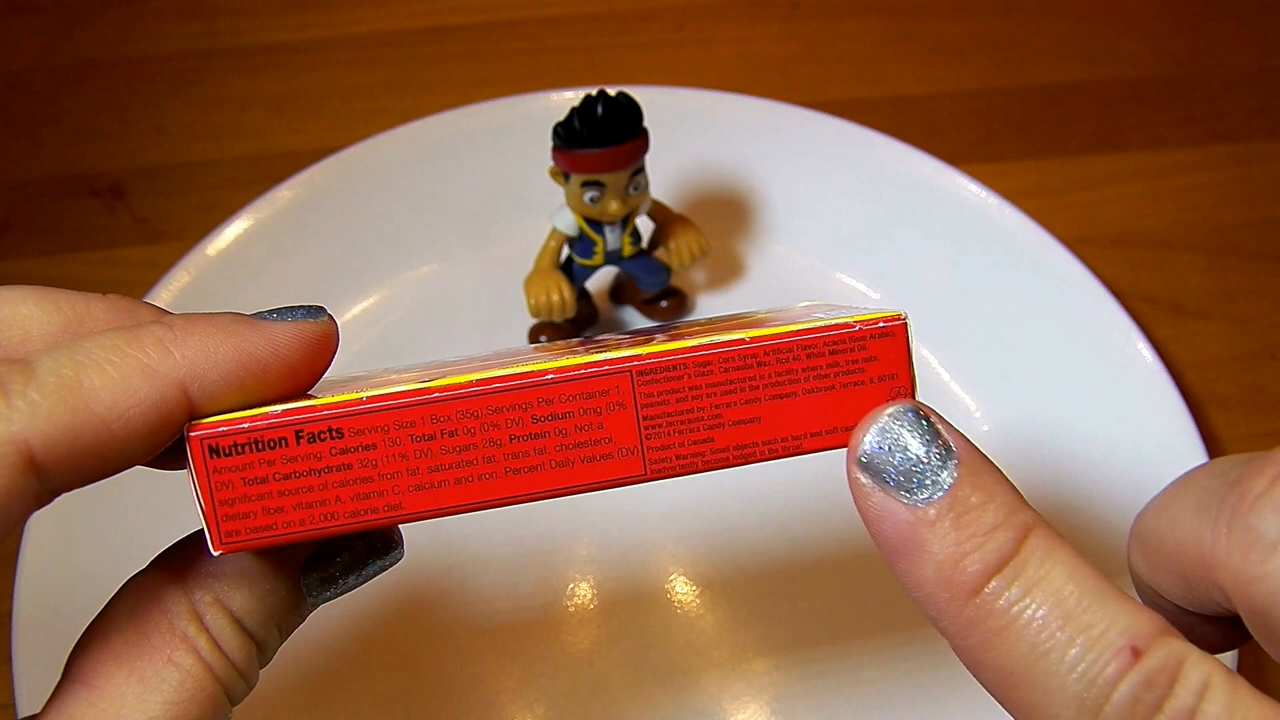 Nutrition Facts Serving Size 1 Box (35g), Servings Per Container 1,
Amount Per Serving: Calories 130, Total Fat 0g (0% DV), Sodium 0mg (0%
DV), Total Carbohydrate 32g (11% DV), Sugars 28g, Protein 0g, Not a
significant source of calories from fat, saturated fat, trans fat, cholesterol,
dietary fiber, vitamin A, vitamin C, calcium and iron. Percent Daily Values (DV)
are based on a 2,000 calorie diet.
INGREDIENTS: Sugar, Corn Syrup, Artificial Flavor, Acacia (Gum Arabic),
Confectioner's Glaze, Carnauba Wax, Red 40, White Mineral Oil.
This product was manufactured in a facility where milk, tree nuts,
peanuts, and soy are used in the production of other products.
Manufactured by: Ferrara Candy Company, Oakbrook Terrace, IL 60181
www.ferrarausa.com
©2014 Ferrara Candy Company
Product of Canada
Safety Warning: Small objects such as hard and soft
inadvertently become lodged in the throat.